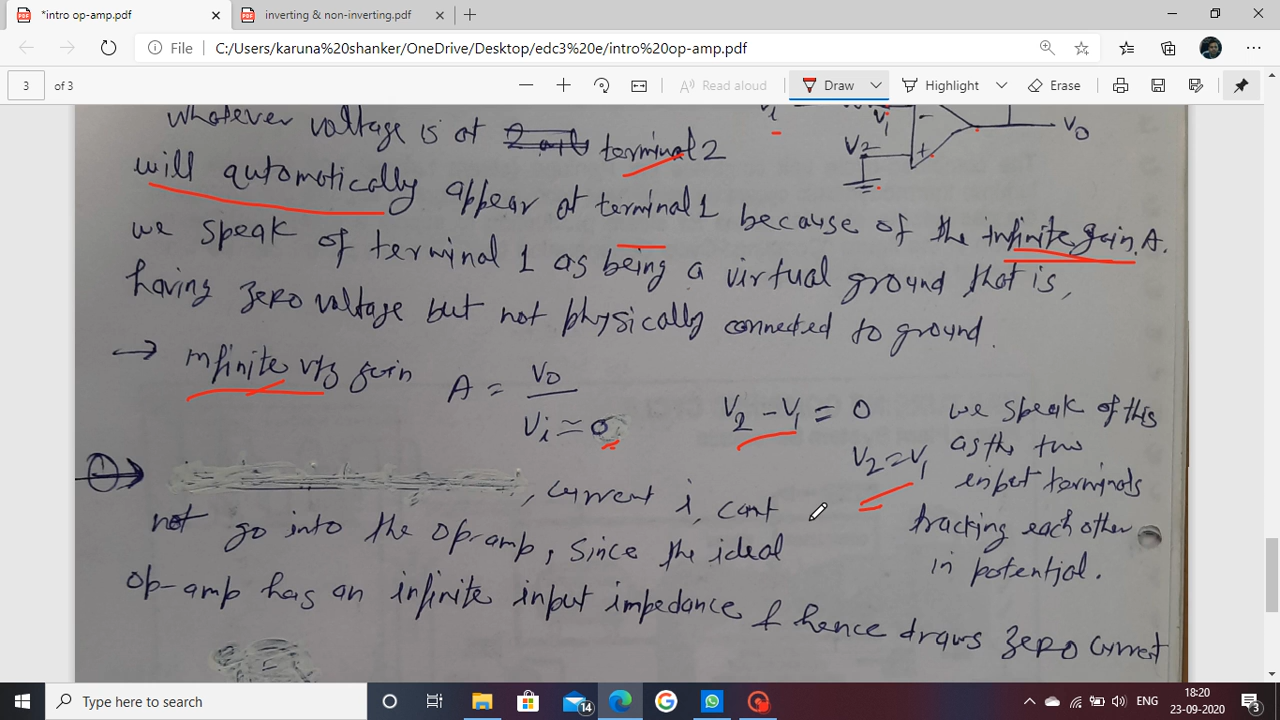 *intro op-amp.pdf
inverting & non-inverting.pdf
File
C:/Users/karuna%20shanker/OneDrive/Desktop/edc3%20e/intro%20op-amp.pdf
3 of 3
Read aloud
Draw
Highlight
Erase
Whatever voltage is at terminal 2
will automatically appear at terminal 1 because of the infinite gain A.
we speak of terminal 1 as being a virtual ground that is,
having zero voltage but not physically connected to ground.
Vi
V1
V2
-
+
Vo
→ Infinite vtg gain A = Vo
Vi ≃ 0
V2 - V1 = 0
V2 = V1
we speak of this
as the two
input terminals
tracking each other
in potential.
① → , current i, cant
not go into the op-amp, since the ideal
op-amp has an infinite input impedance & hence draws zero current
Type here to search
14
ENG
18:20
23-09-2020
3